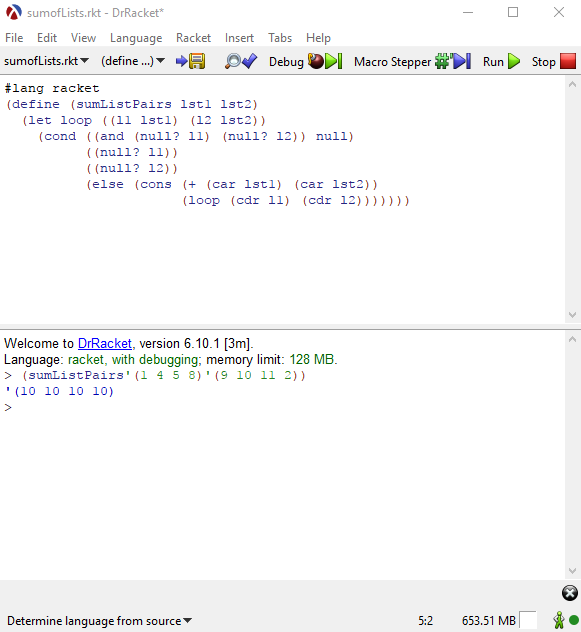 sumofLists.rkt - DrRacket*
File Edit View Language Racket Insert Tabs Help
sumofLists.rkt (define ...) Debug Macro Stepper Run Stop
#lang racket
(define (sumListPairs lst1 lst2)
  (let loop ((l1 lst1) (l2 lst2))
    (cond ((and (null? l1) (null? l2)) null)
          ((null? l1))
          ((null? l2))
          (else (cons (+ (car lst1) (car lst2))
                      (loop (cdr l1) (cdr l2)))))))
Welcome to DrRacket, version 6.10.1 [3m].
Language: racket, with debugging; memory limit: 128 MB.
> (sumListPairs'(1 4 5 8)'(9 10 11 2))
'(10 10 10 10)
>
Determine language from source 5:2 653.51 MB